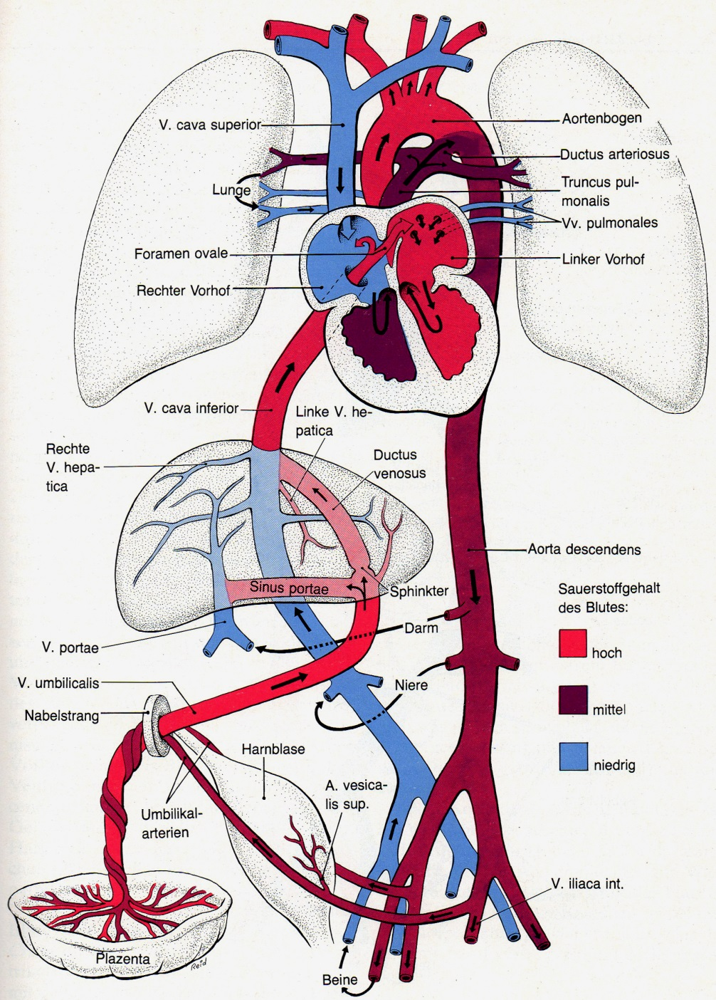 V. cava superior
Aortenbogen
Ductus arteriosus
Lunge
Truncus pul-
monalis
Vv. pulmonales
Foramen ovale
Linker Vorhof
Rechter Vorhof
V. cava inferior
Linke V. he-
patica
Rechte
V. hepa-
tica
Ductus
venosus
Aorta descendens
Sinus portae
Sphinkter
Sauerstoffgehalt
des Blutes:
hoch
mittel
niedrig
Darm
V. portae
V. umbilicalis
Niere
Nabelstrang
Harnblase
A. vesica-
lis sup.
Umbilikal-
arterien
V. iliaca int.
Plazenta
Reid
Beine